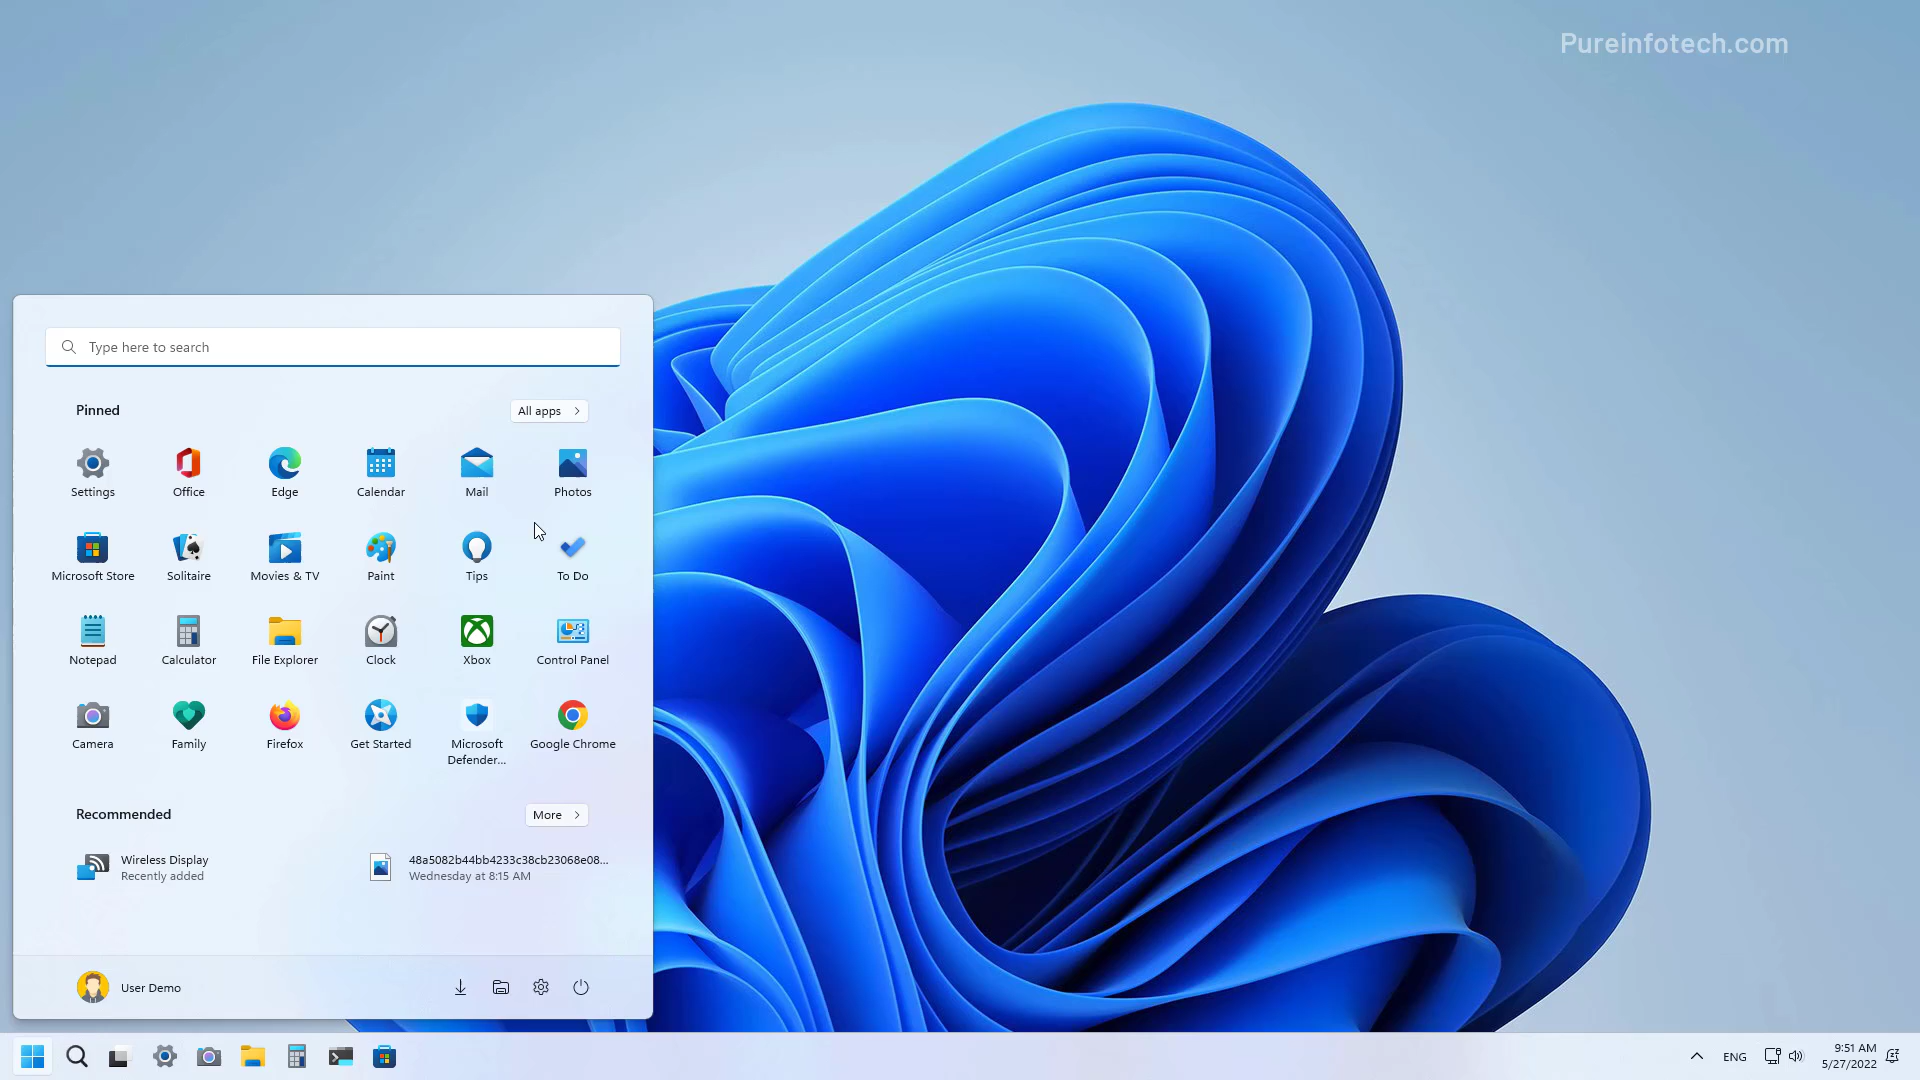 Pureinfotech.com
Type here to search
Pinned
All apps
Settings
Office
Edge
Calendar
Mail
Photos
Microsoft Store
Solitaire
Movies & TV
Paint
Tips
To Do
Notepad
Calculator
File Explorer
Clock
Xbox
Control Panel
Camera
Family
Firefox
Get Started
Microsoft
Defender...
Google Chrome
Recommended
More
Wireless Display
Recently added
48a5082b44bb4233c38cb23068e08...
Wednesday at 8:15 AM
User Demo
ENG
9:51 AM
5/27/2022